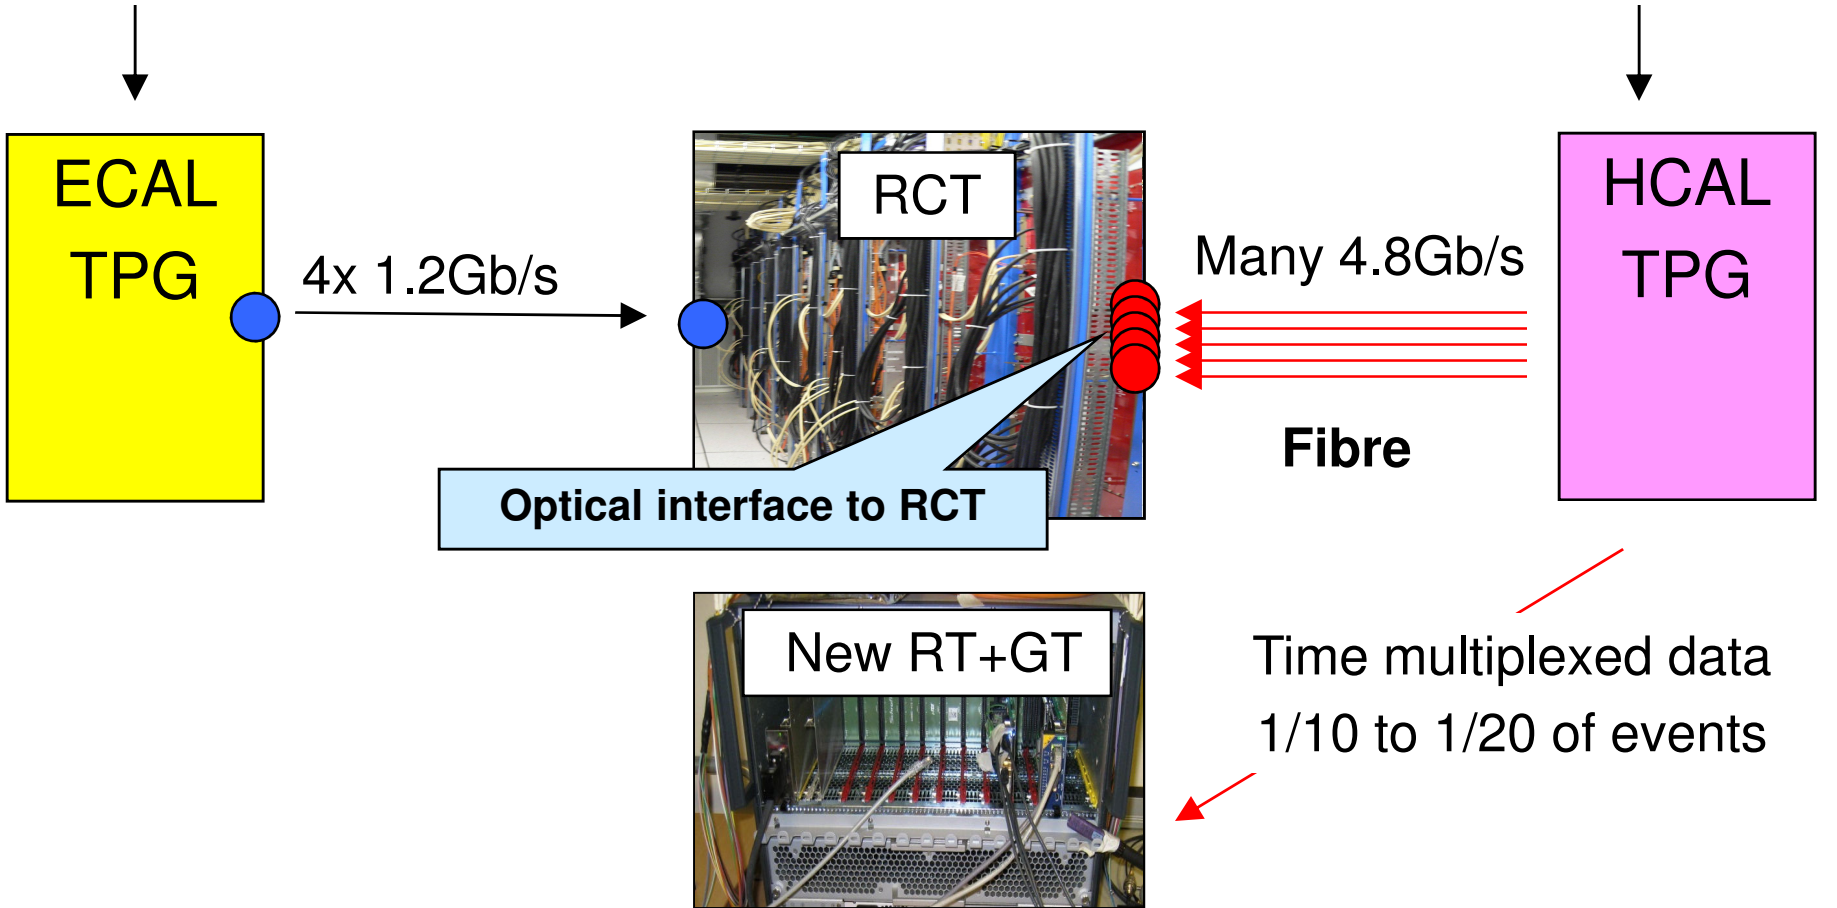 ECAL
TPG
4x 1.2Gb/s
RCT
Many 4.8Gb/s
HCAL
TPG
Fibre
Optical interface to RCT
New RT+GT
Time multiplexed data
1/10 to 1/20 of events